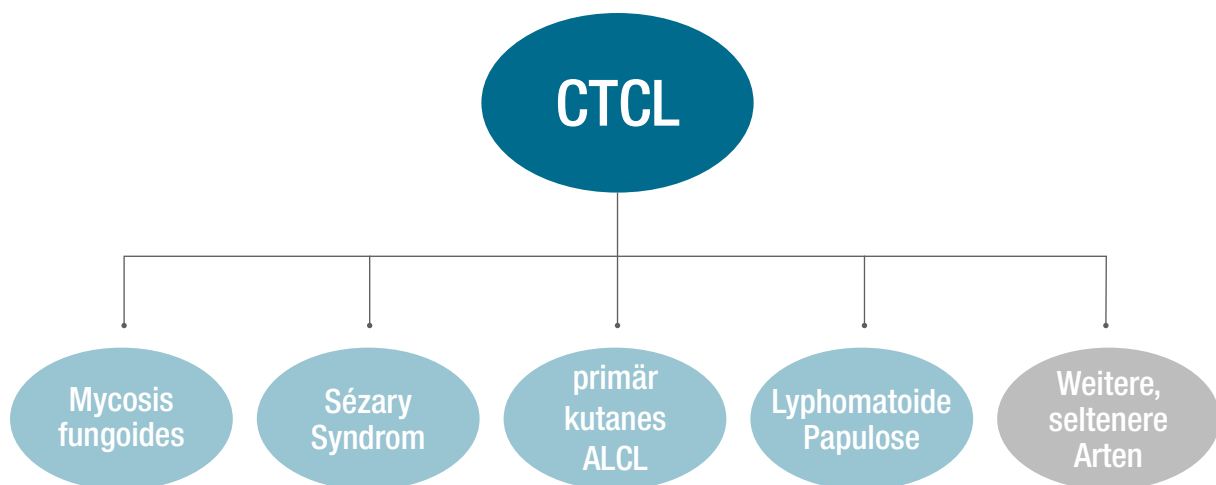 CTCL
Mycosis
fungoides
Sézary
Syndrom
primär
kutanes
ALCL
Lyphomatoide
Papulose
Weitere,
seltenere
Arten